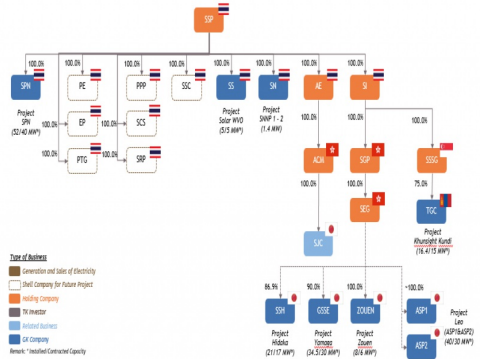 SSP
100.0% 100.0% 100.0% 100.0% 100.0% 100.0% 100.0% 100.0%
SPN PE PPP SSC SS SN AE SI
Project
SPN
(52/40 MW*)
Project
Solar WVO
(5/5 MW*)
Project
SNNP 1 - 2
(1.4 MW)
100.0% EP 100.0% SCS
100.0% PTG 100.0% SRP
100.0% 100.0% 100.0%
ACM SGP SSSG
100.0% 100.0% 75.0%
SEG TGC
Project
Khunsight Kundi
(16.4/15 MW*)
SJC
Type of Business
Generation and Sales of Electricity
Shell Company for Future Project
Holding Company
TK Investor
Related Business
GK Company
Remark: * Installed/Contracted Capacity
86.9% 90.0% 100.0% ~100.0%
SSH GSSE ZOUEN ASP1
Project
Hidaka
(21/17 MW*)
Project
Yamaga
(34.5/30 MW*)
Project
Zouen
(8/6 MW*)
ASP2
Project
Leo
(ASP1&ASP2)
(40/30 MW*)